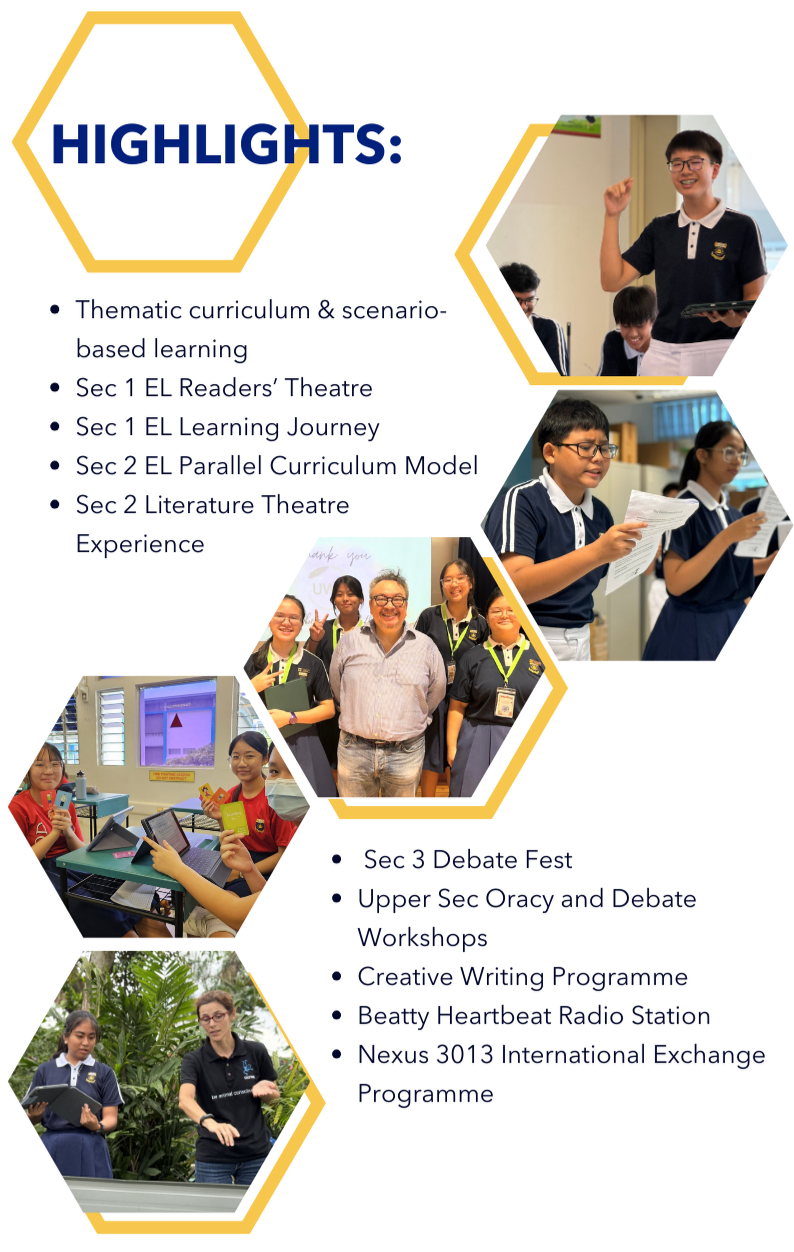 HIGHLIGHTS:
• Thematic curriculum & scenario-
based learning
• Sec 1 EL Readers’ Theatre
• Sec 1 EL Learning Journey
• Sec 2 EL Parallel Curriculum Model
• Sec 2 Literature Theatre
Experience
• Sec 3 Debate Fest
• Upper Sec Oracy and Debate
Workshops
• Creative Writing Programme
• Beatty Heartbeat Radio Station
• Nexus 3013 International Exchange
Programme